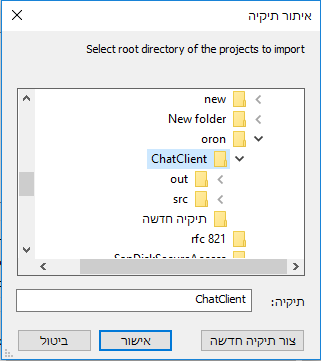 איתור תיקיה
Select root directory of the projects to import
new
New folder
oron
ChatClient
out
src
תיקיה חדשה
rfc 821
תיקיה:
ChatClient
צור תיקיה חדשה
אישור
ביטול